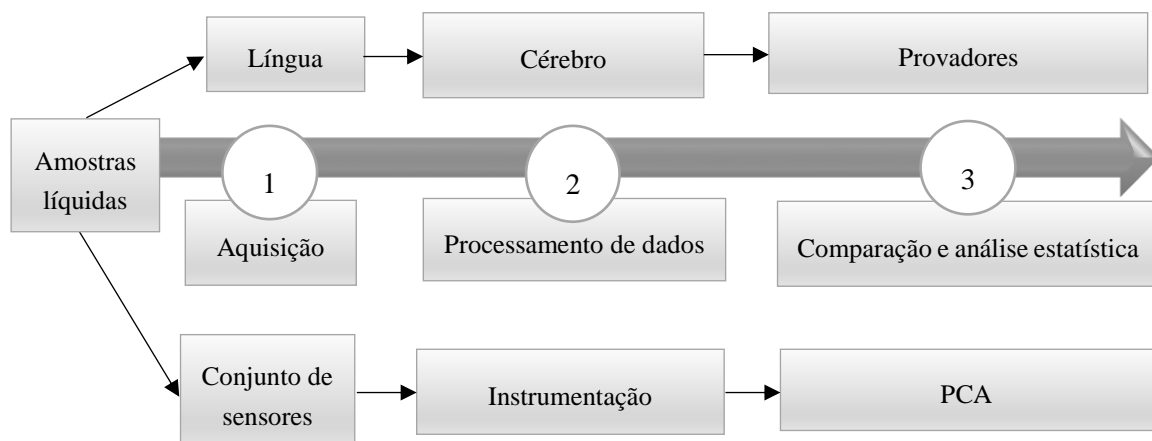 Língua
Cérebro
Provadores
Amostras
líquidas
1
2
3
Aquisição
Processamento de dados
Comparação e análise estatística
Conjunto de
sensores
Instrumentação
PCA